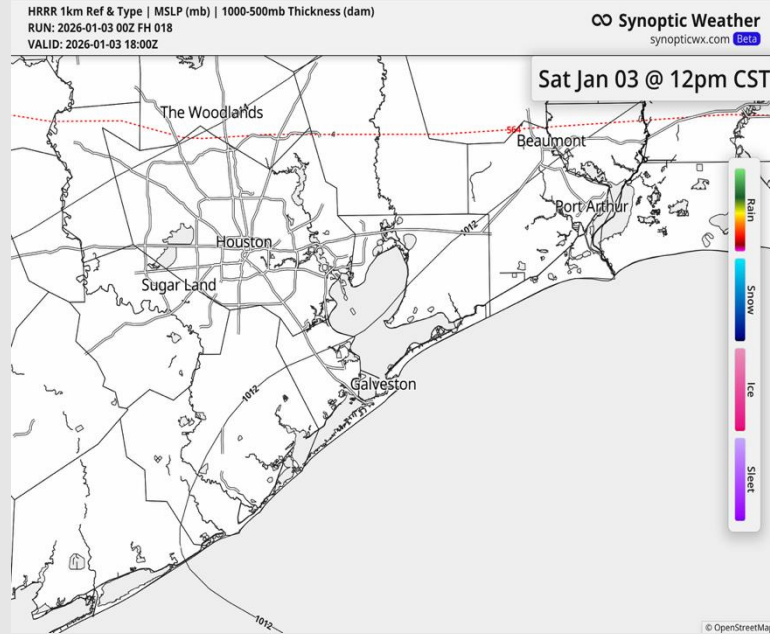 HRRR 1km Ref & Type | MSLP (mb) | 1000-500mb Thickness (dam)
RUN: 2026-01-03 00Z FH 018
VALID: 2026-01-03 18:00Z
Synoptic Weather
synopticwx.com Beta
Sat Jan 03 @ 12pm CST
The Woodlands
564
Beaumont
Port Arthur
1012
Houston
Sugar Land
Galveston
1012
1012
Rain
Snow
Ice
Sleet
© OpenStreetMap